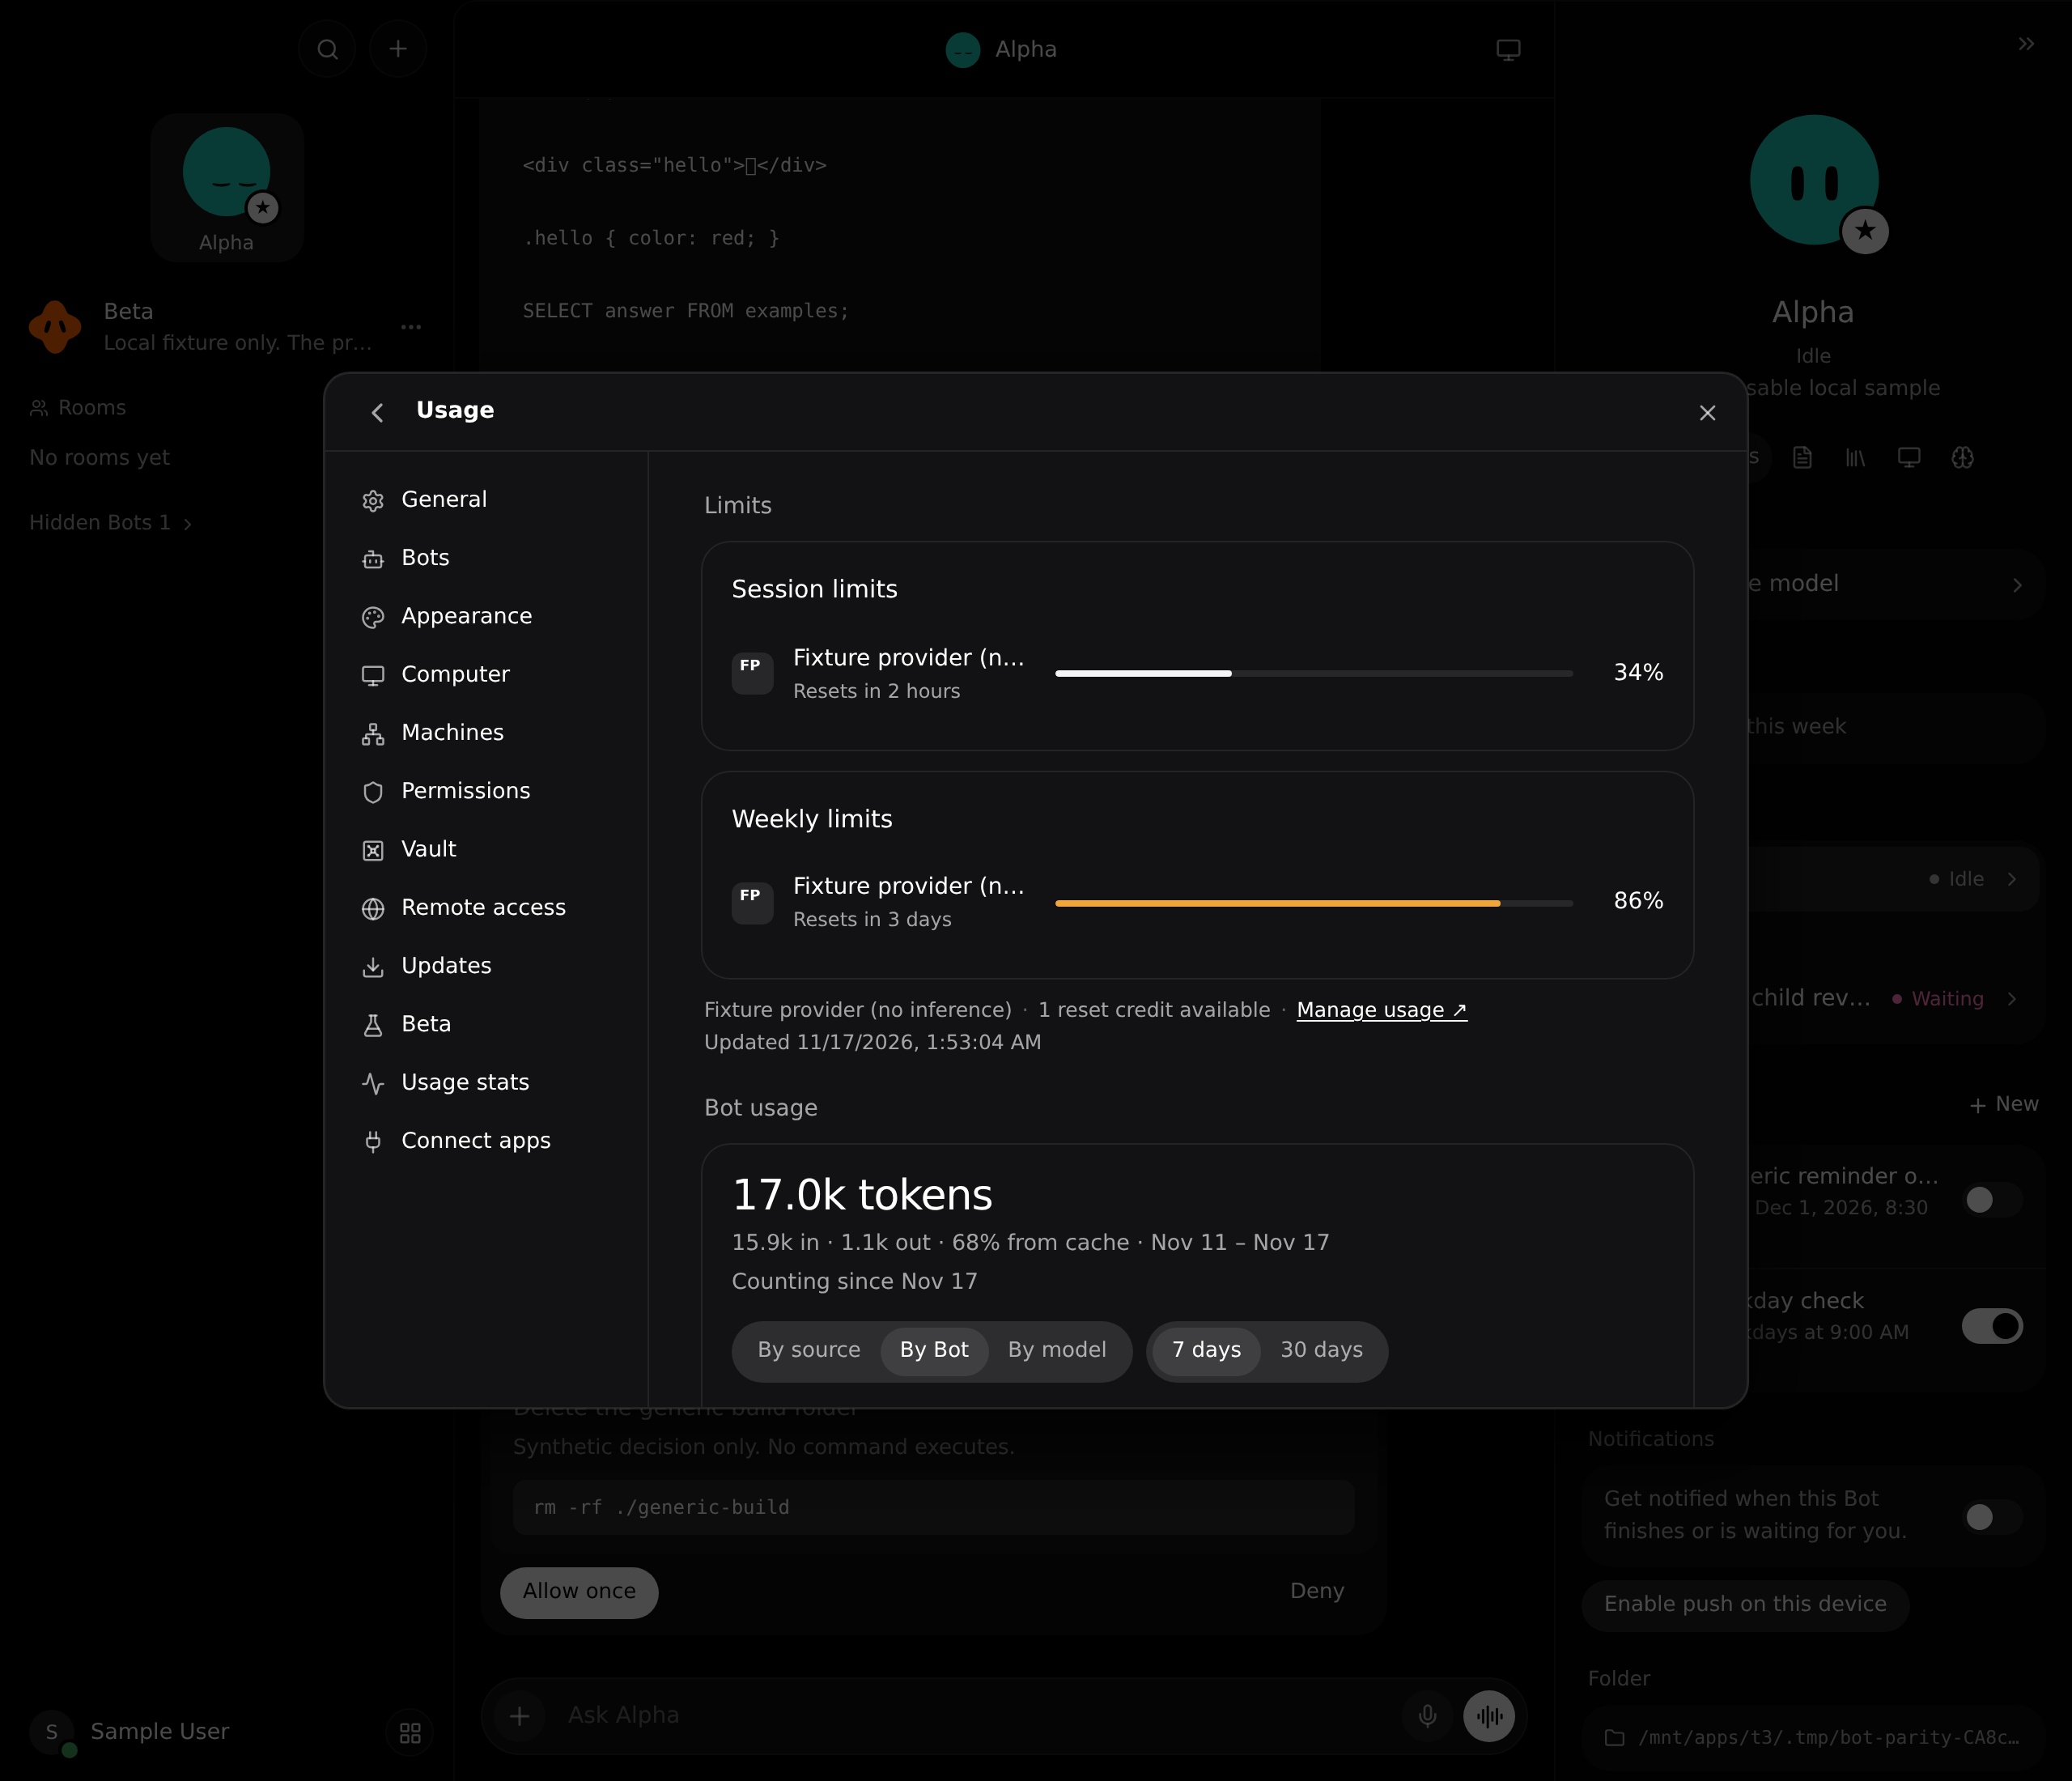 Alpha
<div class="hello">▯</div>
.hello { color: red; }
SELECT answer FROM examples;
Alpha
Beta
Local fixture only. The pr…
Rooms
No rooms yet
Hidden Bots 1
Usage
General
Bots
Appearance
Computer
Machines
Permissions
Vault
Remote access
Updates
Beta
Usage stats
Connect apps
Limits
Session limits
FP
Fixture provider (n…
Resets in 2 hours
34%
Weekly limits
FP
Fixture provider (n…
Resets in 3 days
86%
Fixture provider (no inference) · 1 reset credit available · Manage usage ↗
Updated 11/17/2026, 1:53:04 AM
Bot usage
17.0k tokens
15.9k in · 1.1k out · 68% from cache · Nov 11 – Nov 17
Counting since Nov 17
By source By Bot By model
7 days 30 days
Delete the generic build folder
Synthetic decision only. No command executes.
rm -rf ./generic-build
Allow once
Deny
Ask Alpha
S
Sample User
Alpha
Idle
local sample
model
this week
Idle
child rev…
Waiting
New
reminder o…
Dec 1, 2026, 8:30
check
at 9:00 AM
Notifications
Get notified when this Bot
finishes or is waiting for you.
Enable push on this device
Folder
/mnt/apps/t3/.tmp/bot-parity-CA8c…